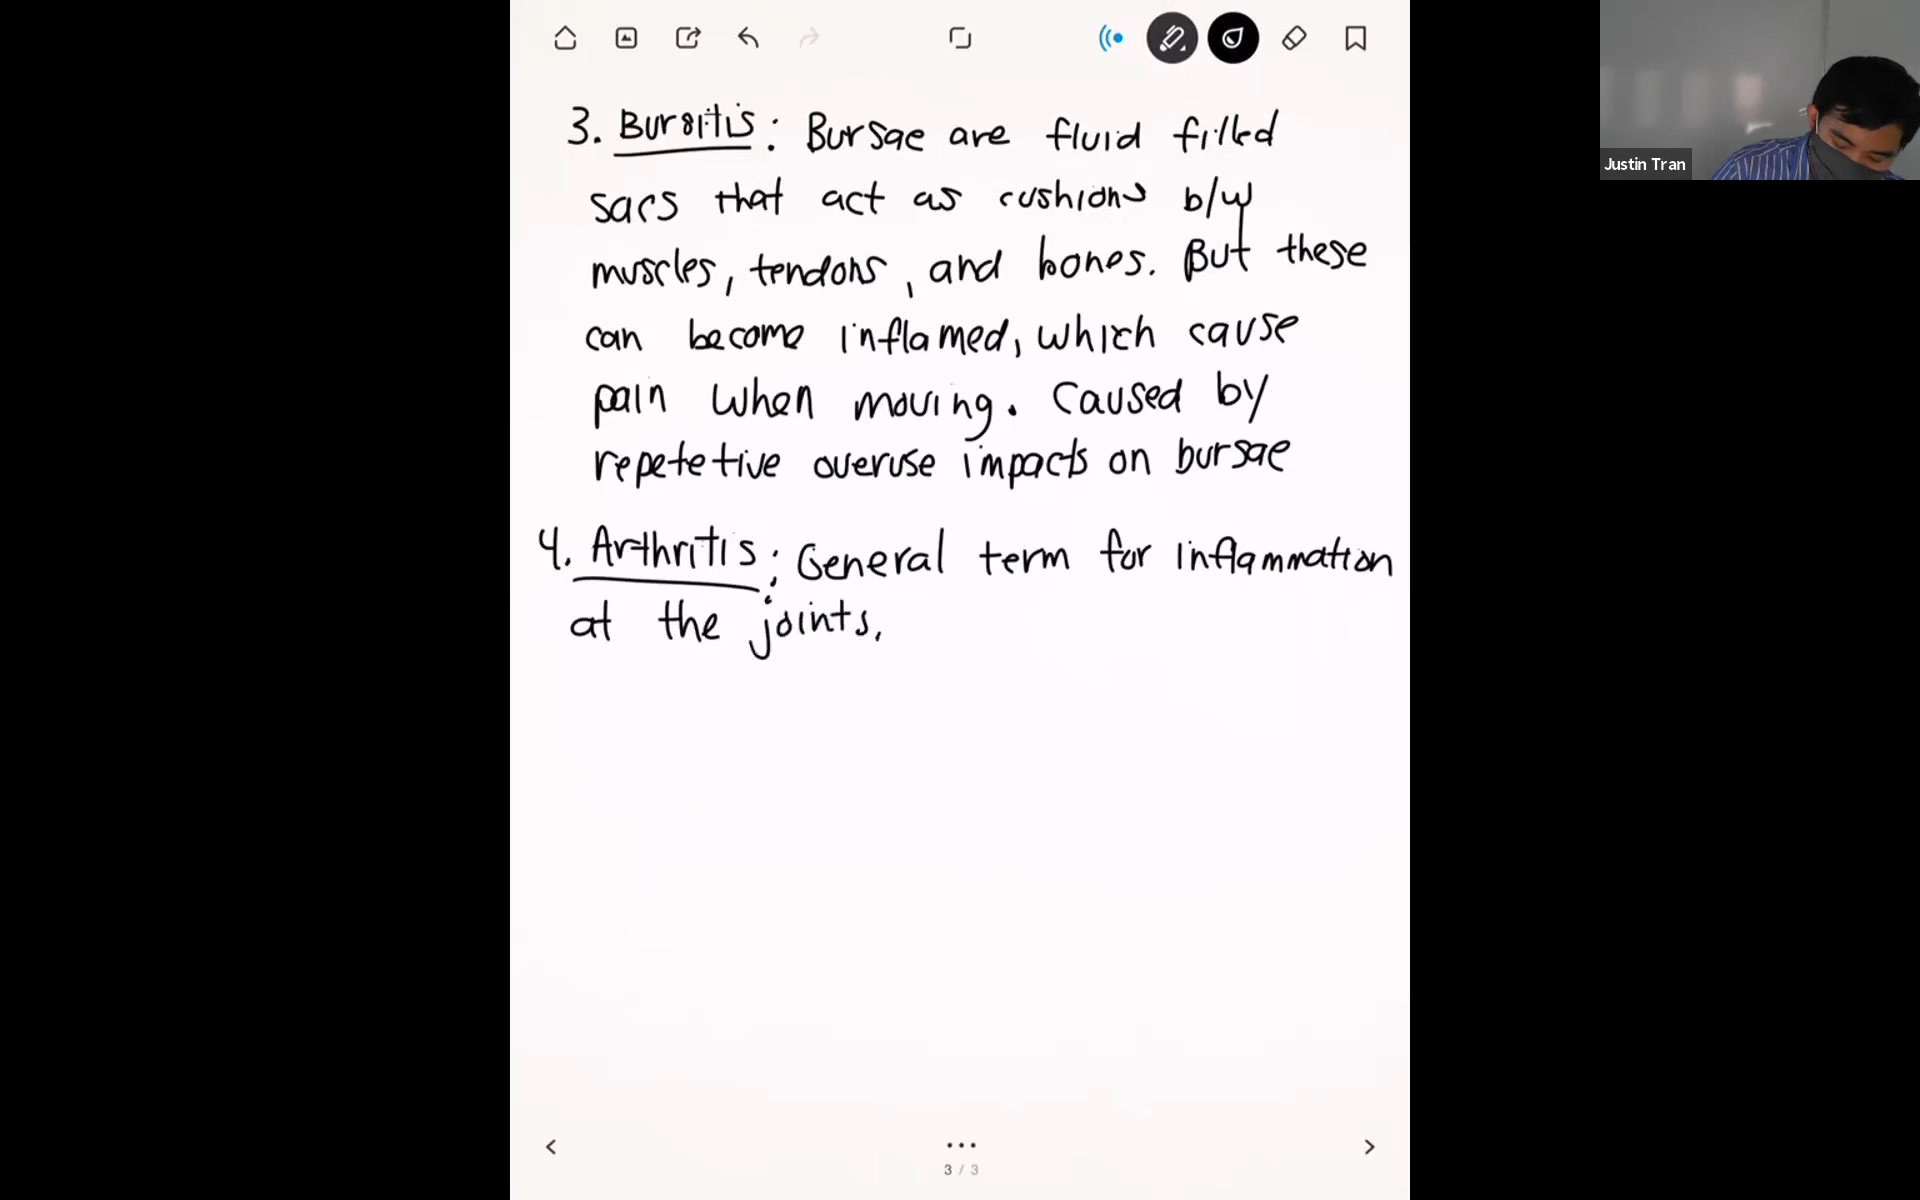 3. Bursitis: Bursae are fluid filled
sacs that act as cushions b/w
muscles, tendons, and bones. But these
can become inflamed, which cause
pain when moving. Caused by
repetetive overuse impacts on bursae
4. Arthritis: General term for inflammation
at the joints.
3 / 3
Justin Tran